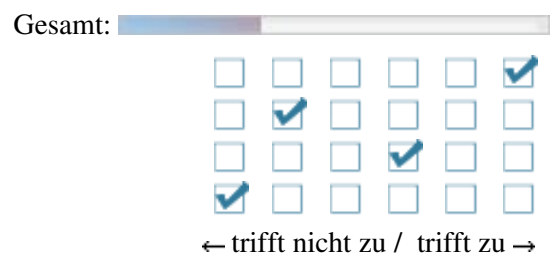 Gesamt:
← trifft nicht zu / trifft zu →